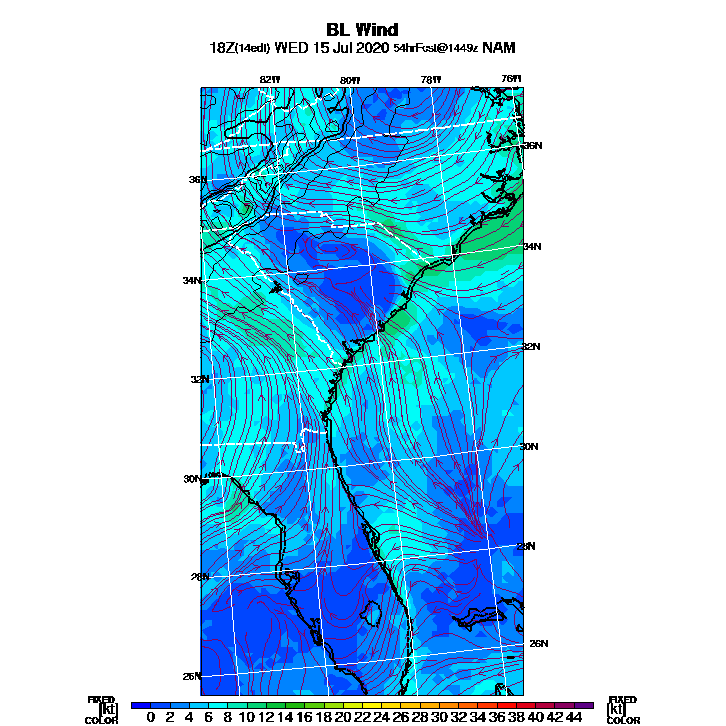 BL Wind
18Z(14edt) WED 15 Jul 2020 54hrFcst@1449z NAM
82W 80W 78W 76W
36N
36N
34N
34N
32N
32N
30N
30N
28N
28N
26N
26N
FIXED FIXED
[kt] 0 2 4 6 8 10 12 14 16 18 20 22 24 26 28 30 32 34 36 38 40 42 44 [kt]
COLOR COLOR